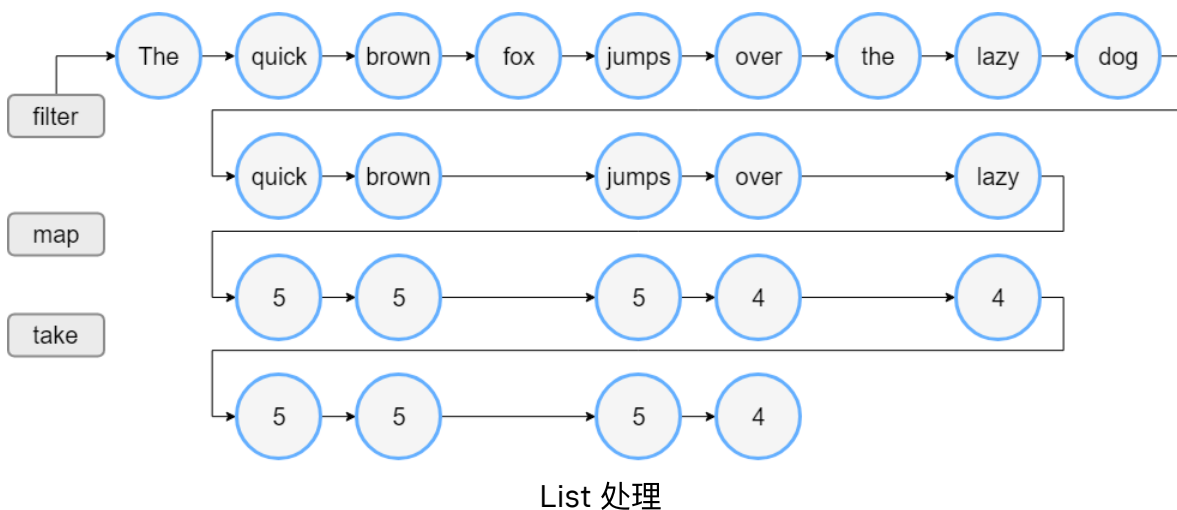 The quick brown fox jumps over the lazy dog
filter
quick brown jumps over lazy
map
5 5 5 4 4
take
5 5 5 4
List 处理